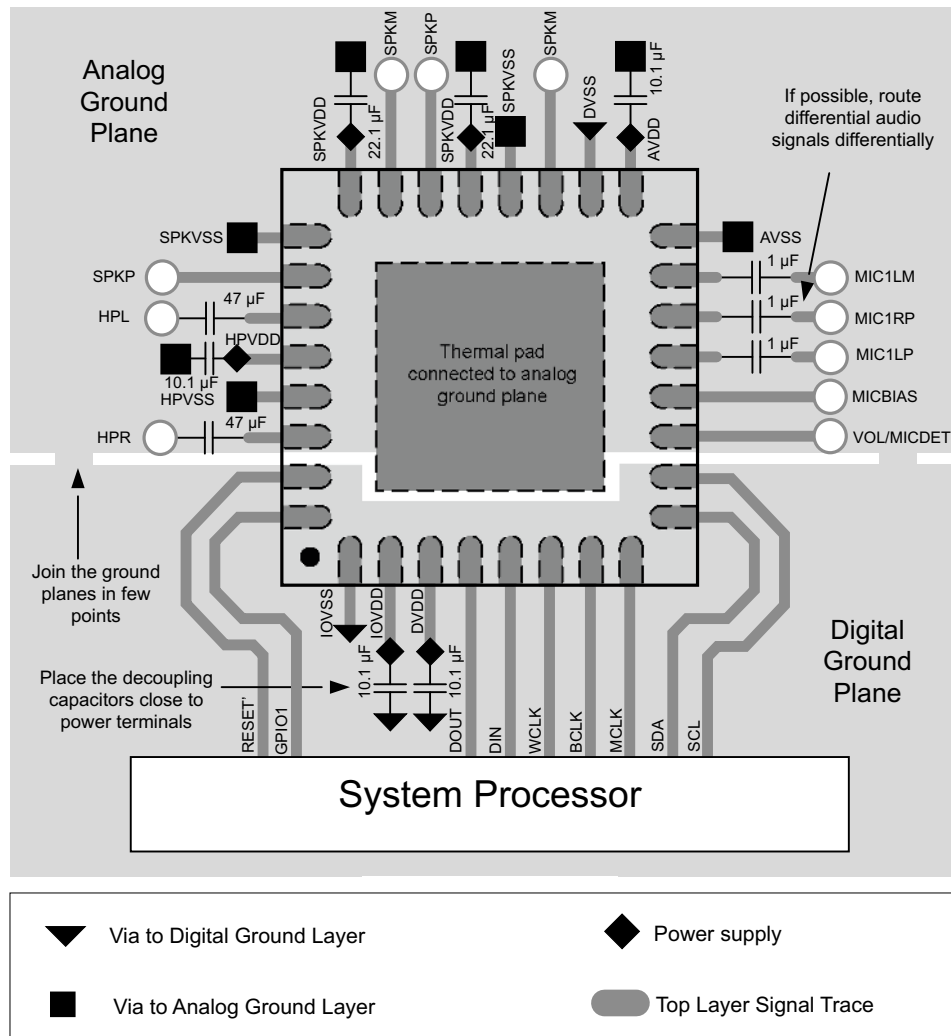 Analog
Ground
Plane
SPKVDD
22.1 µF
SPKM
SPKP
SPKVDD
22.1 µF
SPKVSS
SPKM
DVSS
AVDD
10.1 µF
If possible, route
differential audio
signals differentially
SPKVSS
SPKP
HPL
47 µF
HPVDD
10.1 µF
HPVSS
HPR
47 µF
Thermal pad
connected to analog
ground plane
AVSS
1 µF
MIC1LM
1 µF
MIC1RP
1 µF
MIC1LP
MICBIAS
VOL/MICDET
Join the ground
planes in few
points
Place the decoupling
capacitors close to
power terminals
IOVSS
IOVDD
DVDD
10.1 µF
10.1 µF
Digital
Ground
Plane
RESET'
GPIO1
DOUT
DIN
WCLK
BCLK
MCLK
SDA
SCL
System Processor
Via to Digital Ground Layer
Power supply
Via to Analog Ground Layer
Top Layer Signal Trace